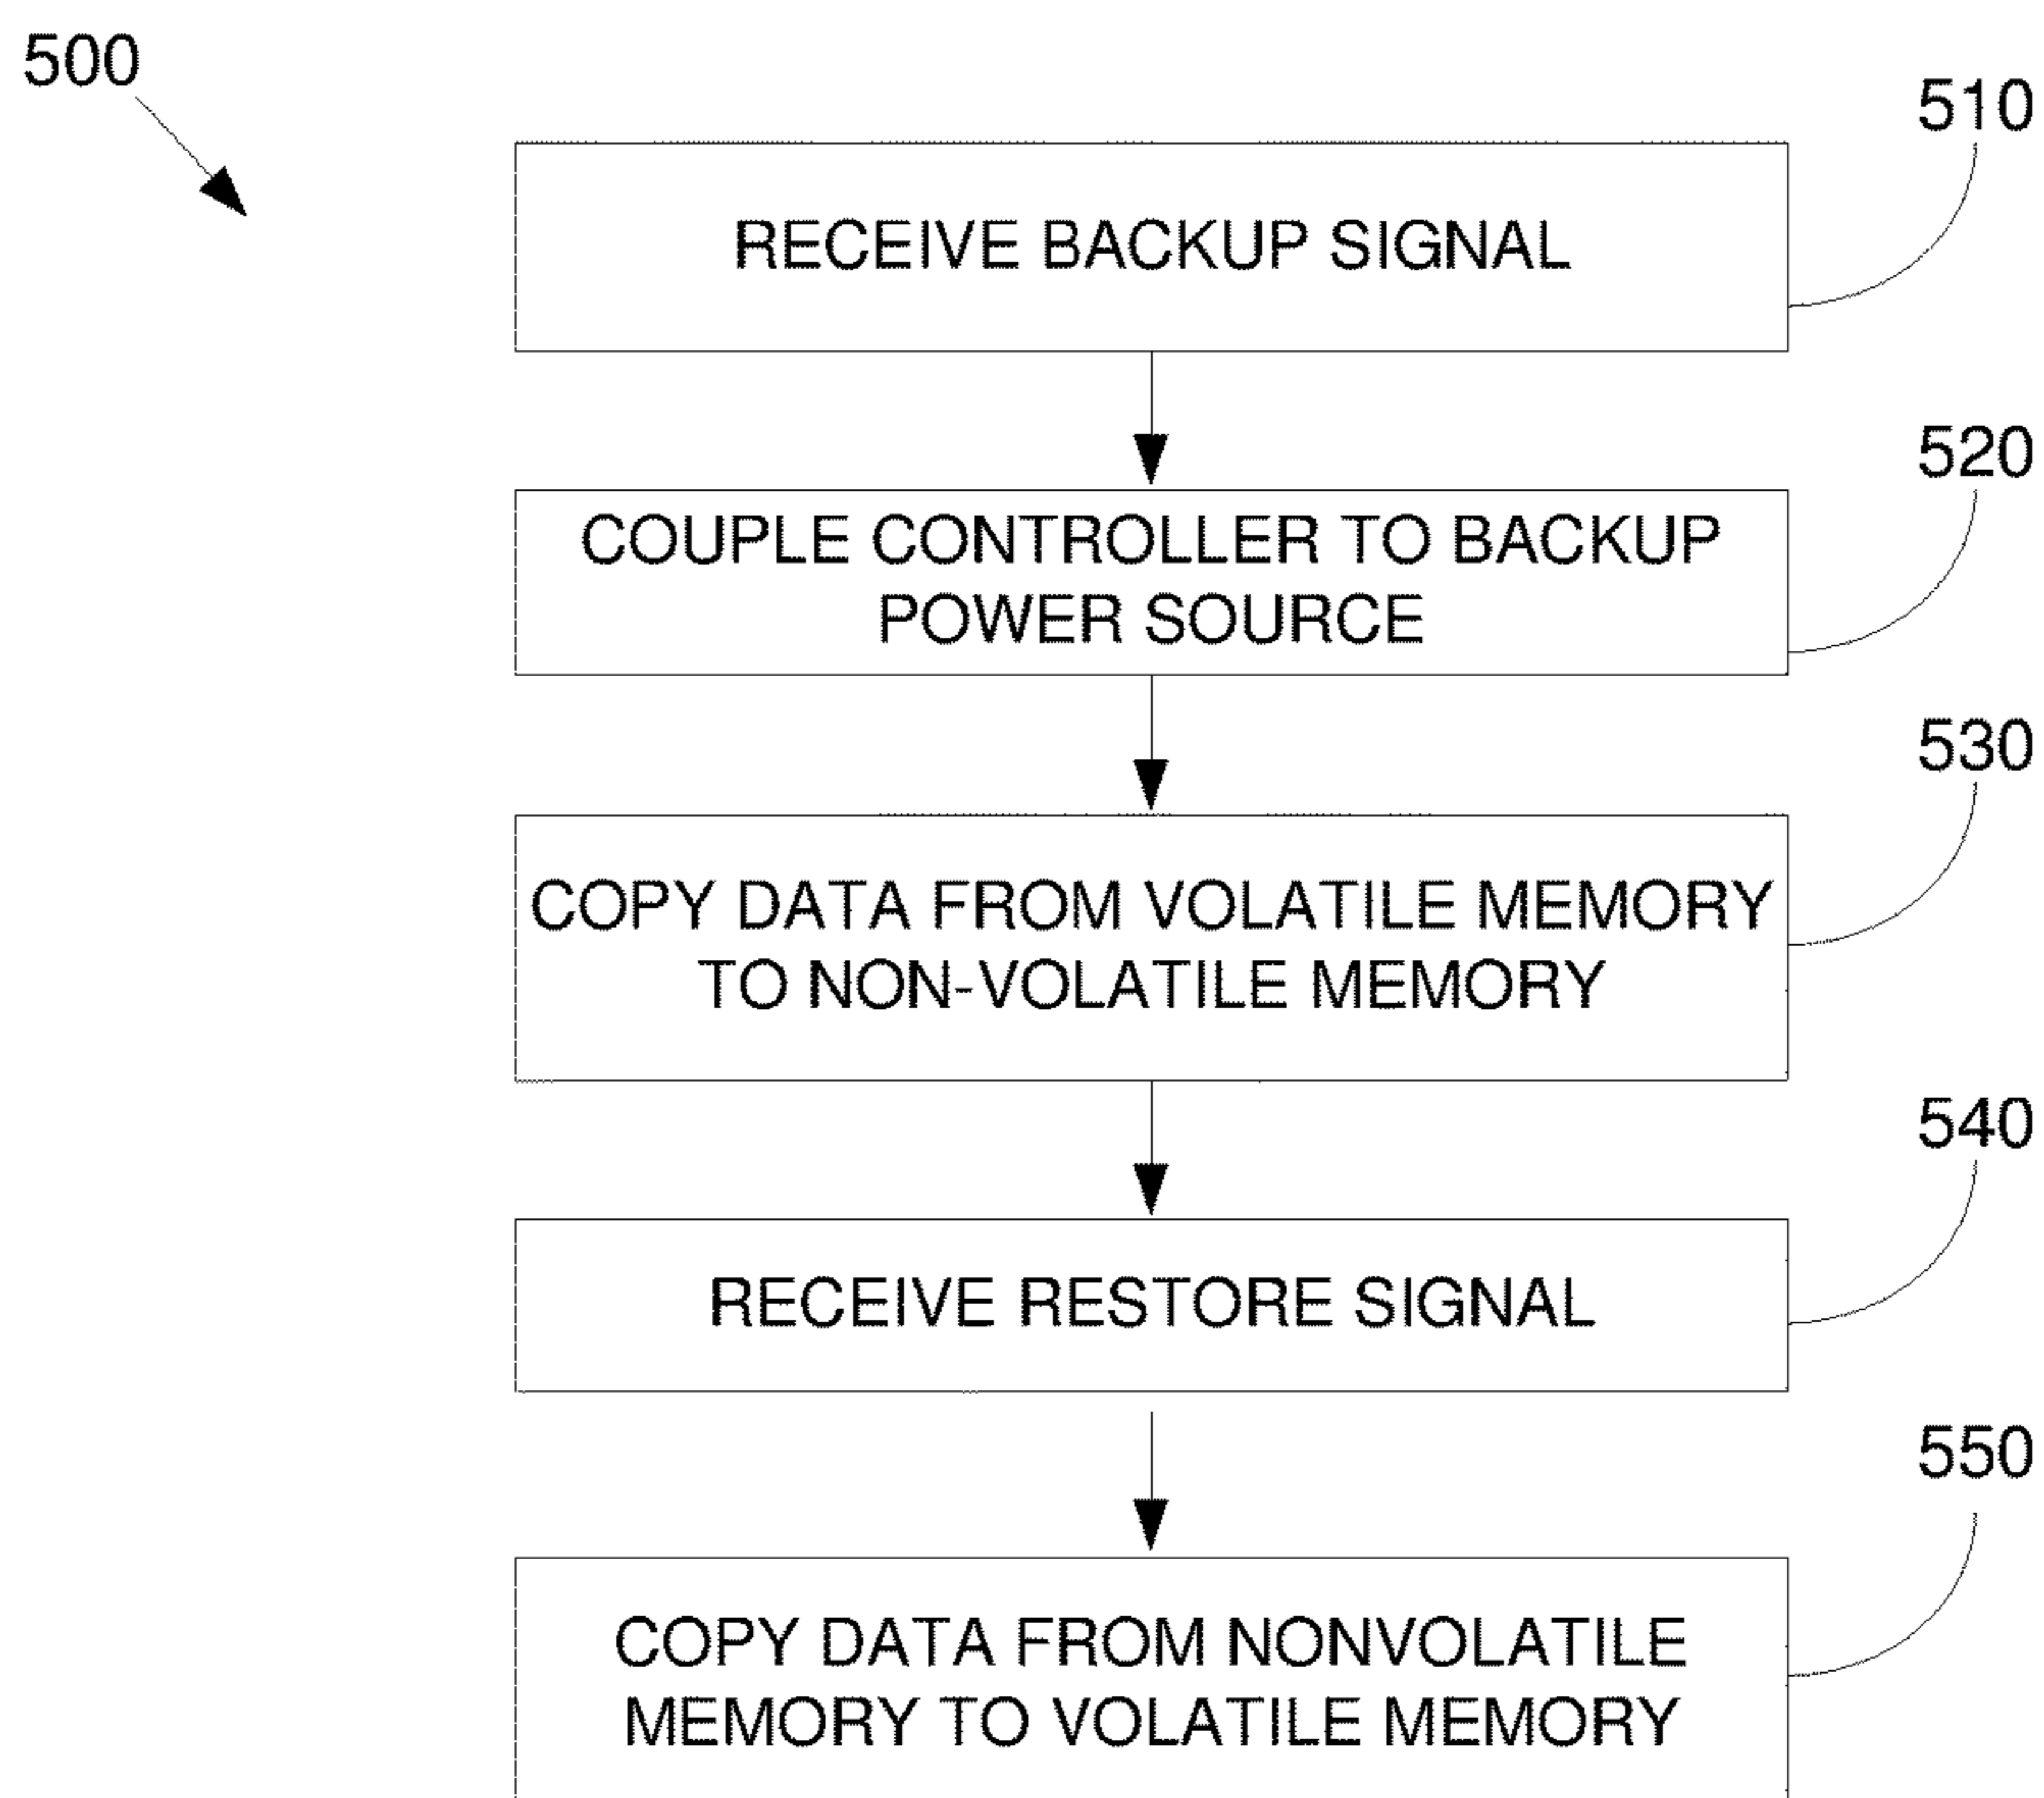 500
510
RECEIVE BACKUP SIGNAL
520
COUPLE CONTROLLER TO BACKUP
POWER SOURCE
530
COPY DATA FROM VOLATILE MEMORY
TO NON-VOLATILE MEMORY
540
RECEIVE RESTORE SIGNAL
550
COPY DATA FROM NONVOLATILE
MEMORY TO VOLATILE MEMORY